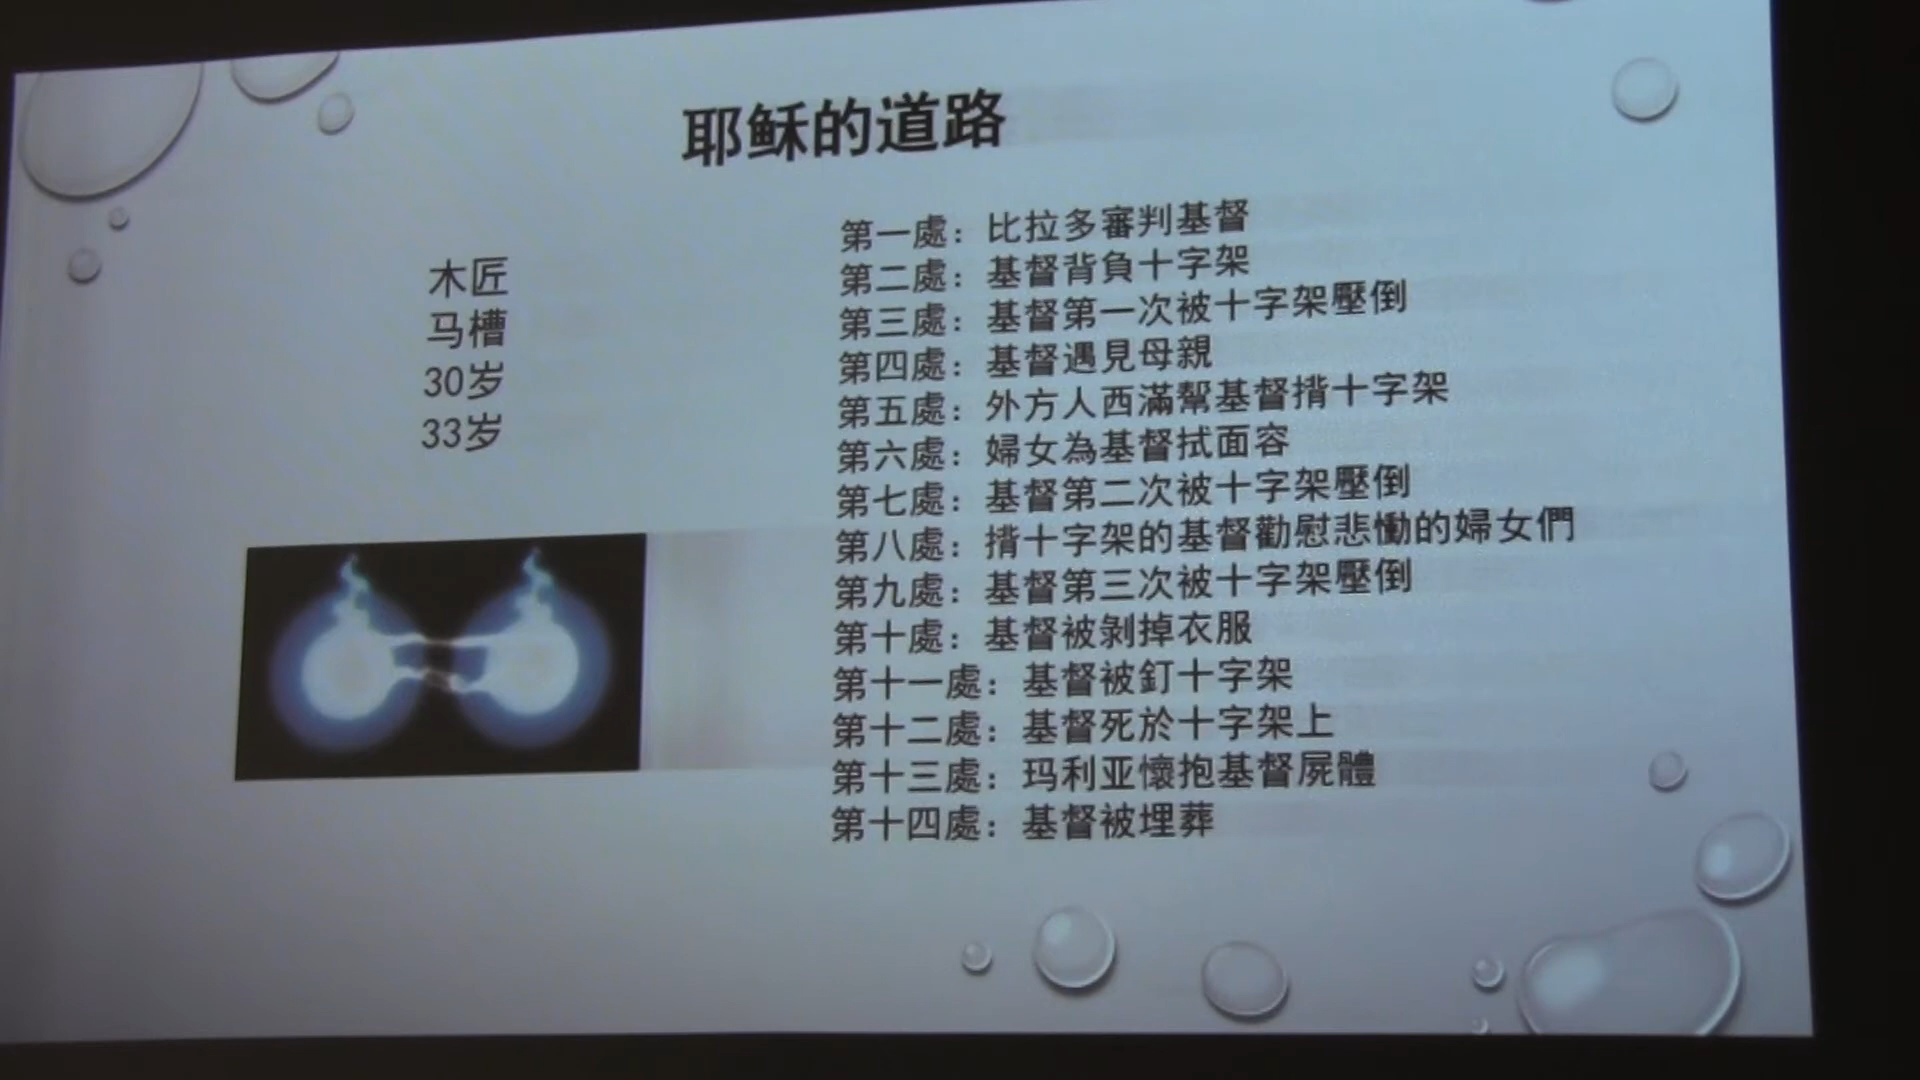 耶稣的道路
木匠
马槽
30岁
33岁
第一處：比拉多審判基督
第二處：基督背負十字架
第三處：基督第一次被十字架壓倒
第四處：基督遇見母親
第五處：外方人西滿幫基督揹十字架
第六處：婦女為基督拭面容
第七處：基督第二次被十字架壓倒
第八處：揹十字架的基督勸慰悲慟的婦女們
第九處：基督第三次被十字架壓倒
第十處：基督被剝掉衣服
第十一處：基督被釘十字架
第十二處：基督死於十字架上
第十三處：玛利亚懷抱基督屍體
第十四處：基督被埋葬